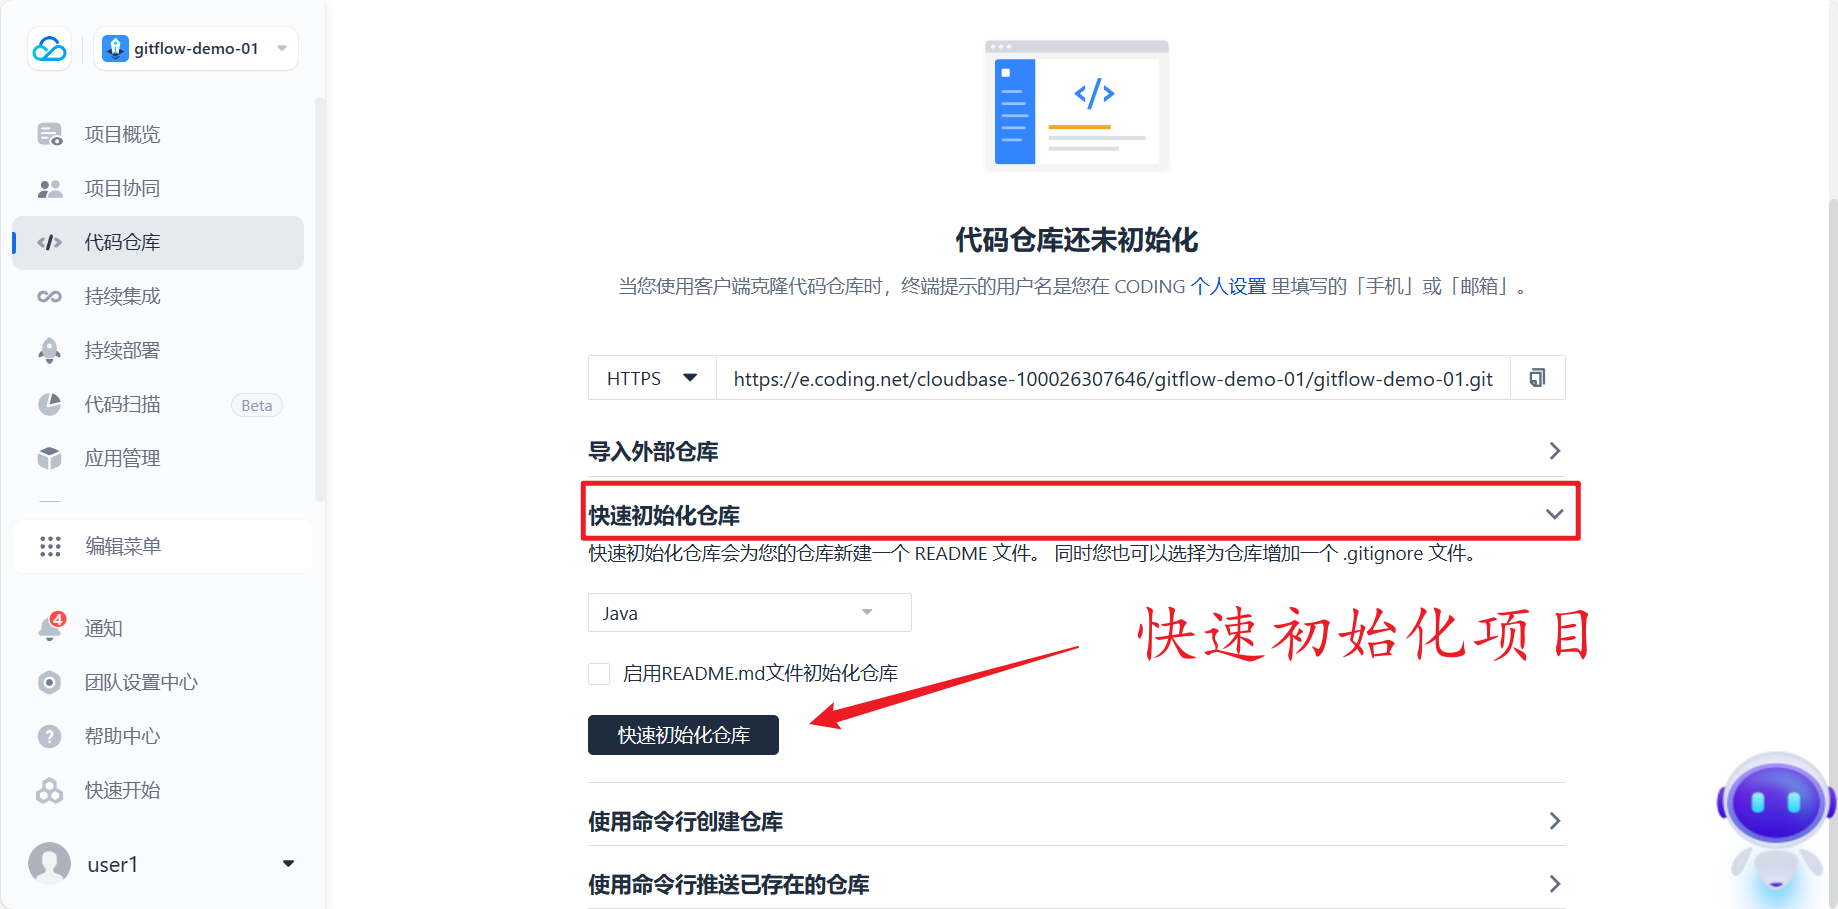 gitflow-demo-01
项目概览
项目协同
代码仓库
持续集成
持续部署
代码扫描 Beta
应用管理
编辑菜单
4
通知
团队设置中心
帮助中心
快速开始
user1
代码仓库还未初始化
当您使用客户端克隆代码仓库时，终端提示的用户名是您在 CODING 个人设置 里填写的「手机」或「邮箱」。
HTTPS https://e.coding.net/cloudbase-100026307646/gitflow-demo-01/gitflow-demo-01.git
导入外部仓库
快速初始化仓库
快速初始化仓库会为您的仓库新建一个 README 文件。 同时您也可以选择为仓库增加一个 .gitignore 文件。
Java
快速初始化项目
启用README.md文件初始化仓库
快速初始化仓库
使用命令行创建仓库
使用命令行推送已存在的仓库